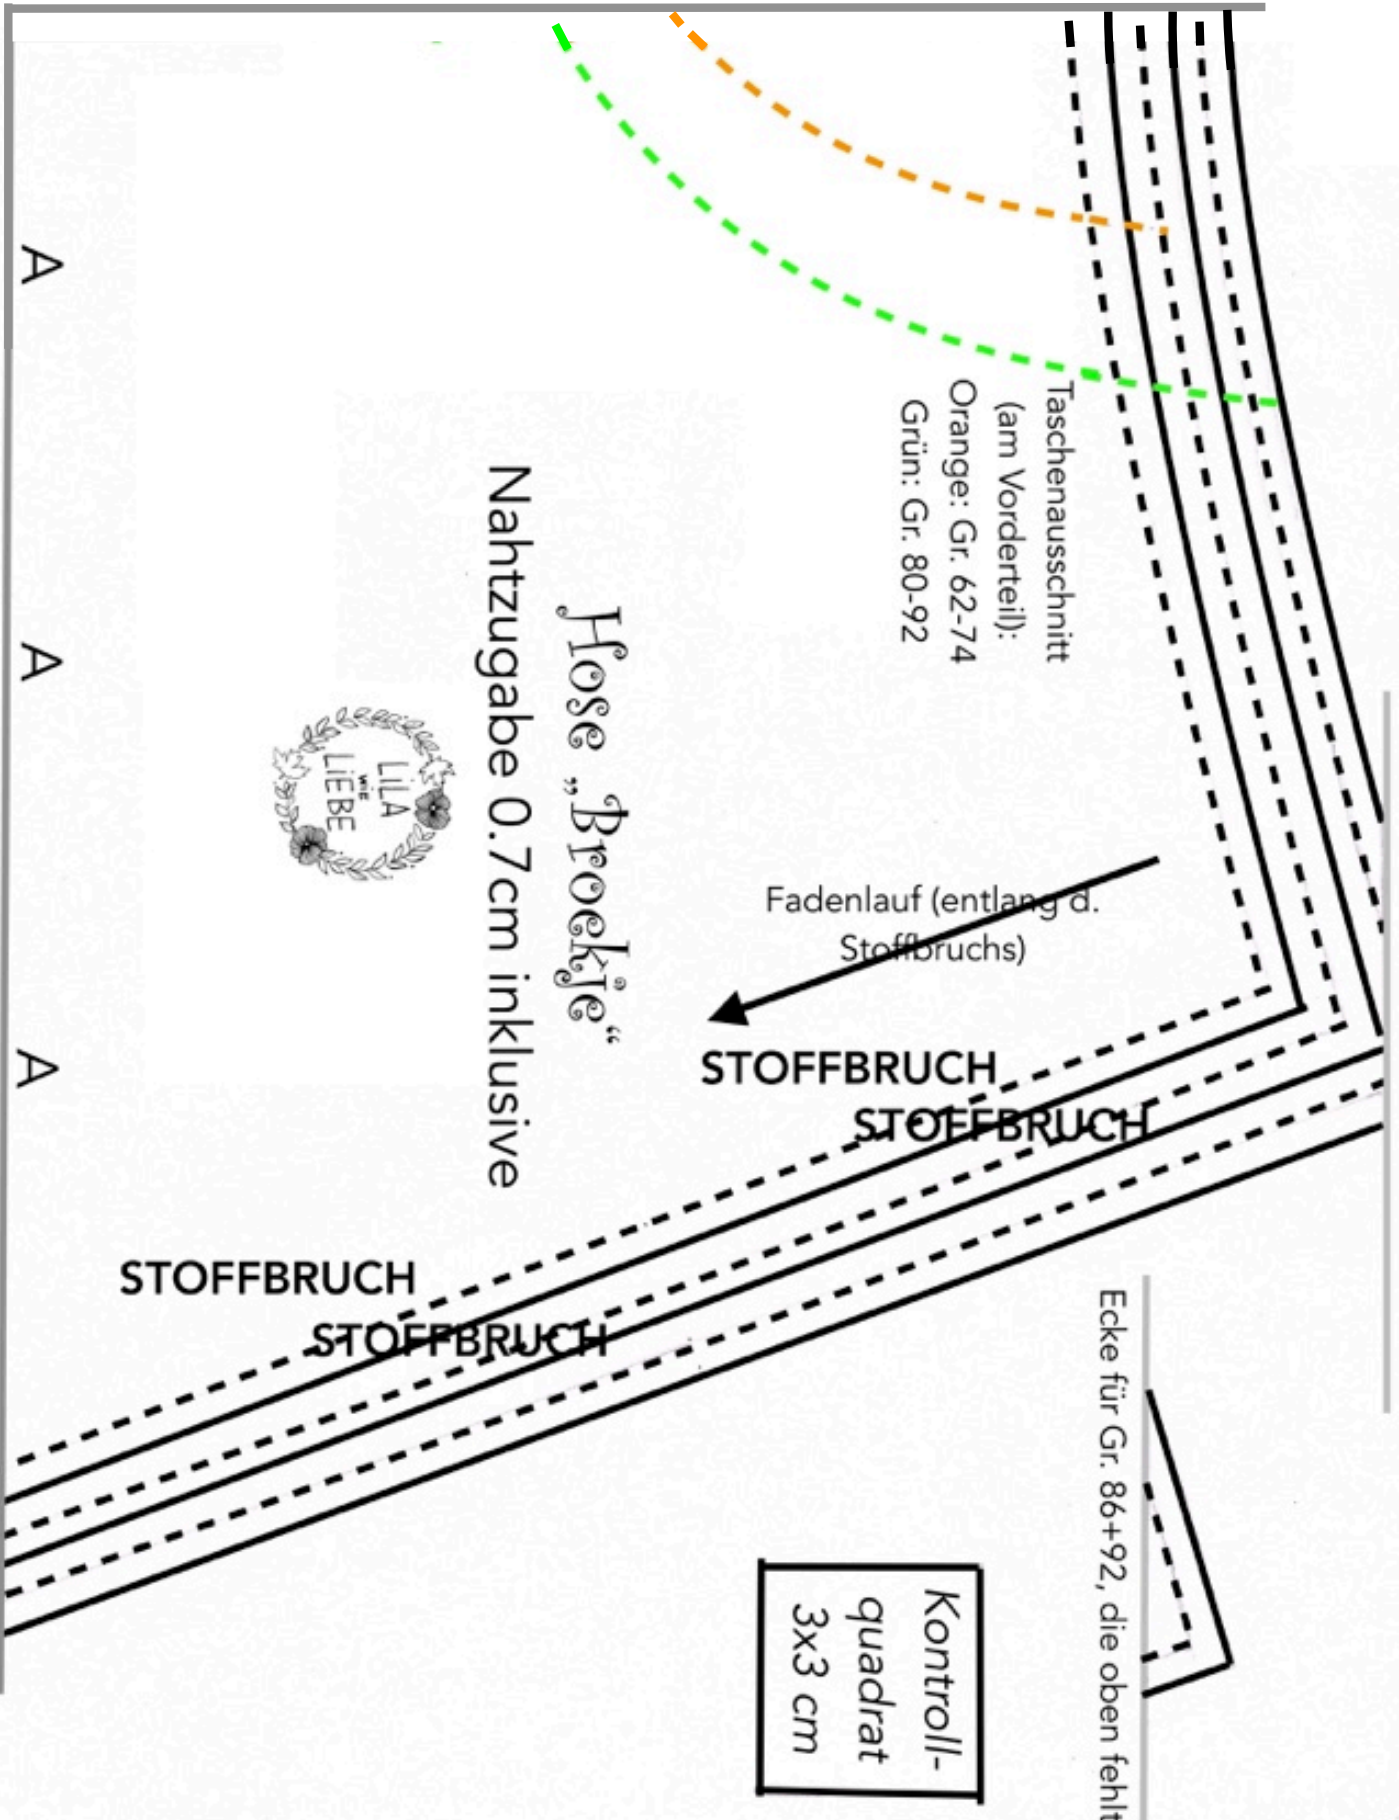 Taschenausschnitt
(am Vorderteil):
Orange: Gr. 62-74
Grün: Gr. 80-92
Hose „Brockje“
Nahtzugabe 0.7cm inklusive
LiLA
WiE
LiEBE
Fadenlauf (entlang d.
Stoffbruchs)
STOFFBRUCH
STOFFBRUCH
STOFFBRUCH
STOFFBRUCH
A
A
A
Ecke für Gr. 86+92, die oben fehlt
Kontroll-
quadrat
3x3 cm